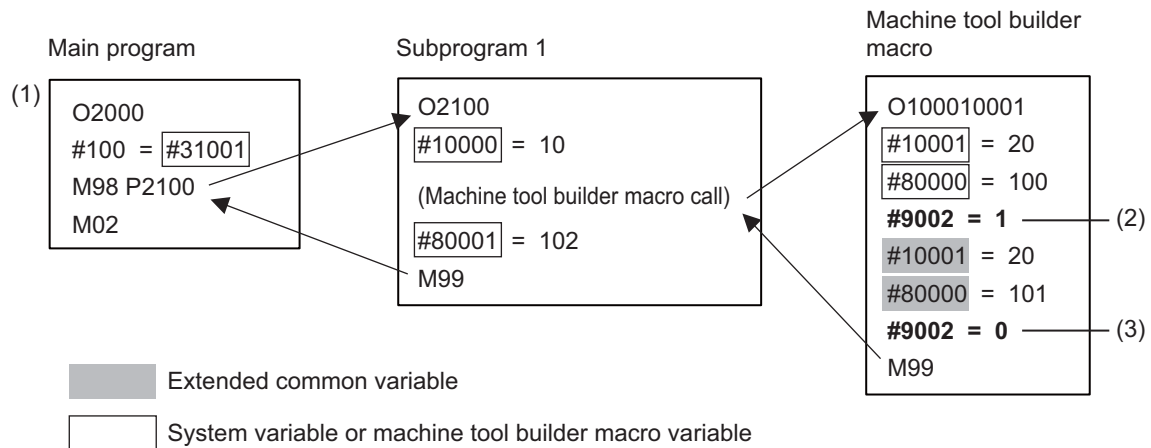 Main program
(1)
O2000
#100 = #31001
M98 P2100
M02
Subprogram 1
O2100
#10000 = 10
(Machine tool builder macro call)
#80001 = 102
M99
Machine tool builder
macro
O100010001
#10001 = 20
#80000 = 100
#9002 = 1
(2)
#10001 = 20
#80000 = 101
#9002 = 0
(3)
M99
Extended common variable
System variable or machine tool builder macro variable